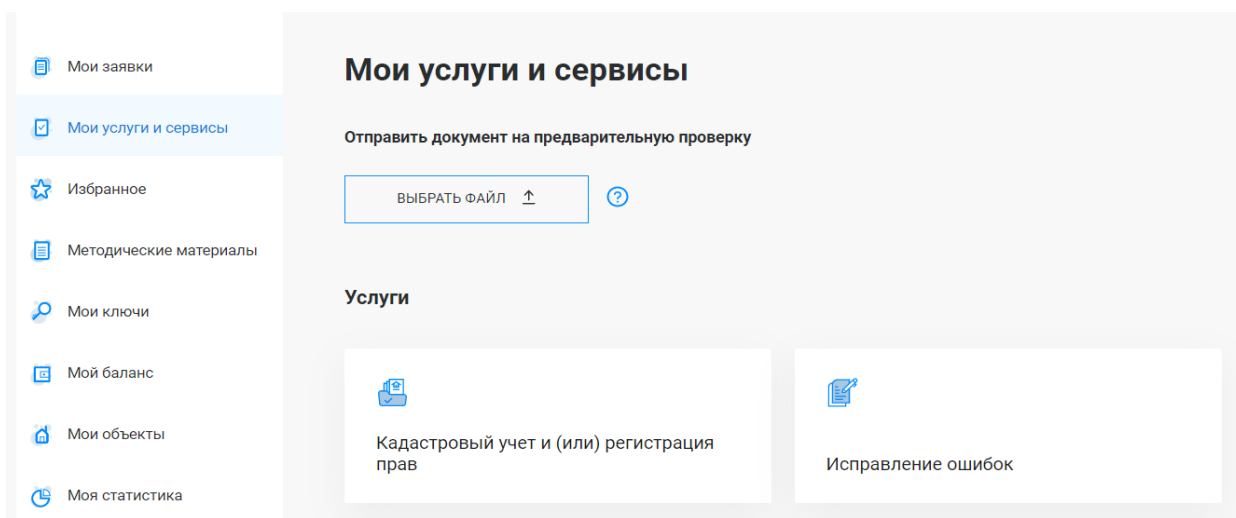 Мои заявки
Мои услуги и сервисы
Избранное
Методические материалы
Мои ключи
Мой баланс
Мои объекты
Моя статистика
Мои услуги и сервисы
Отправить документ на предварительную проверку
ВЫБРАТЬ ФАЙЛ
?
Услуги
Кадастровый учет и (или) регистрация
прав
Исправление ошибок